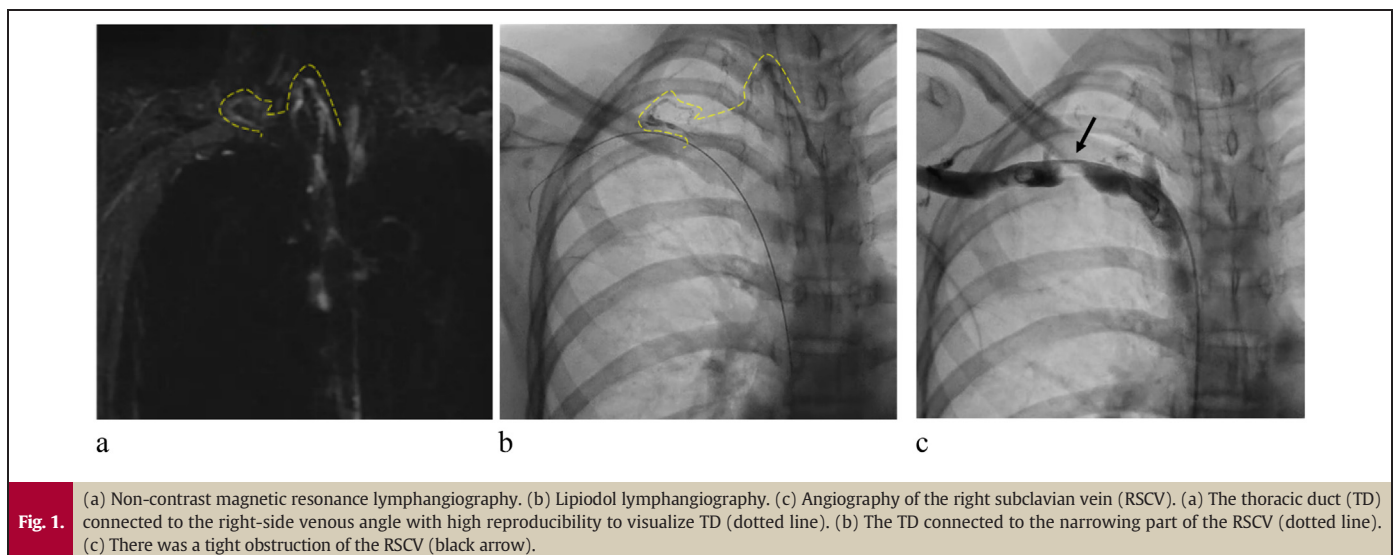 a
b
c
Fig. 1.
(a) Non-contrast magnetic resonance lymphangiography. (b) Lipiodol lymphangiography. (c) Angiography of the right subclavian vein (RSCV). (a) The thoracic duct (TD)
connected to the right-side venous angle with high reproducibility to visualize TD (dotted line). (b) The TD connected to the narrowing part of the RSCV (dotted line).
(c) There was a tight obstruction of the RSCV (black arrow).